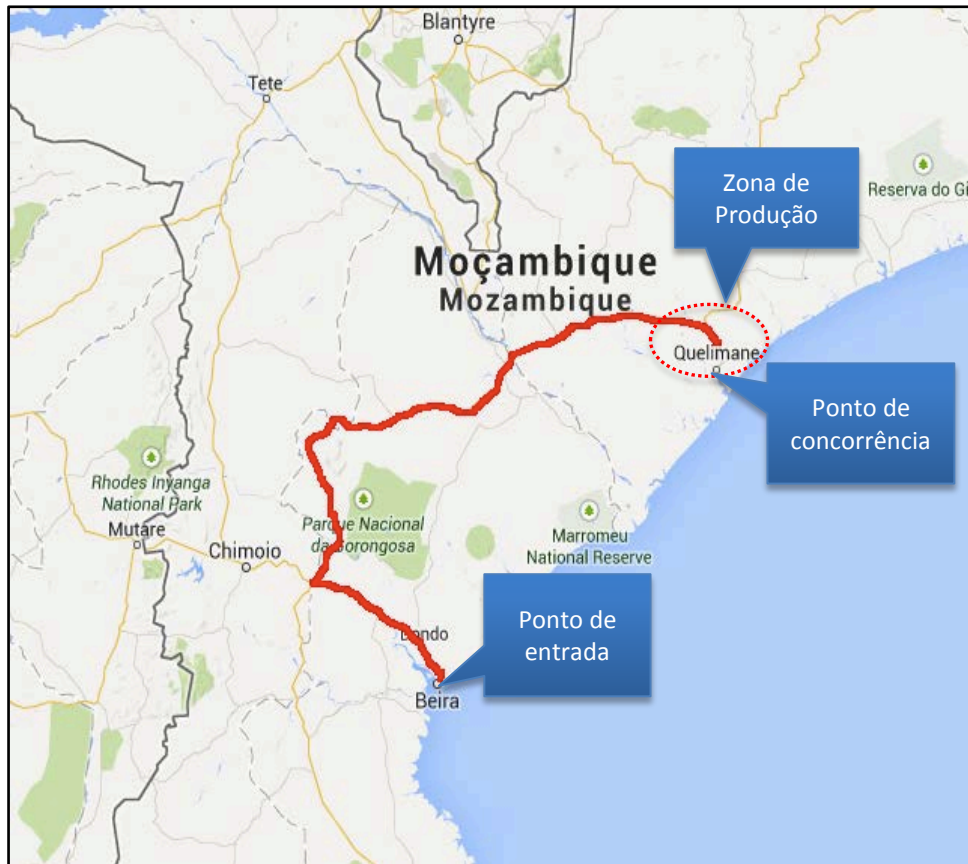 Blantyre
Tete
Zona de
Produção
Reserva do Gi
Moçambique
Mozambique
Quelimane
Ponto de
concorrência
Rhodes Inyanga
National Park
Mutare
Chimoio
Parque Nacional
da Gorongosa
Marromeu
National Reserve
Ponto de
entrada
Dondo
Beira